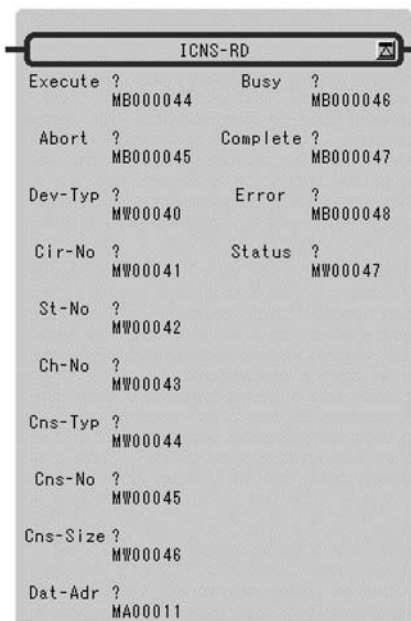 ICNS-RD
Execute ? Busy ?
MB000044 MB000046
Abort ? Complete ?
MB000045 MB000047
Dev-Typ ? Error ?
MW00040 MB000048
Cir-No ? Status ?
MW00041 MW00047
St-No ?
MW00042
Ch-No ?
MW00043
Cns-Typ ?
MW00044
Cns-No ?
MW00045
Cns-Size ?
MW00046
Dat-Adr ?
MA00011